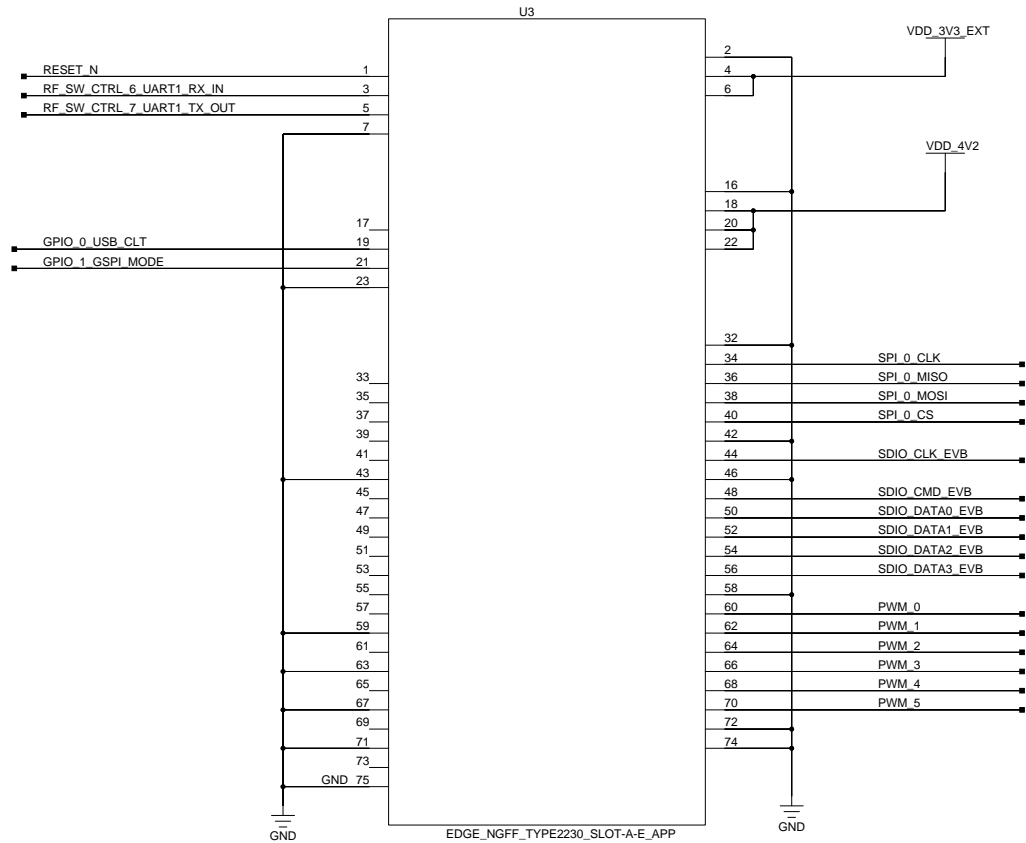 U3
VDD_3V3_EXT
2
RESET_N 1 4
RF_SW_CTRL_6_UART1_RX_IN 3 6
RF_SW_CTRL_7_UART1_TX_OUT 5
7
VDD_4V2
16
18
17 20
GPIO_0_USB_CLT 19 22
GPIO_1_GSPI_MODE 21
23
32
34 SPI_0_CLK
33 36 SPI_0_MISO
35 38 SPI_0_MOSI
37 40 SPI_0_CS
39 42
41 44 SDIO_CLK_EVB
43 46
45 48 SDIO_CMD_EVB
47 50 SDIO_DATA0_EVB
49 52 SDIO_DATA1_EVB
51 54 SDIO_DATA2_EVB
53 56 SDIO_DATA3_EVB
55 58
57 60 PWM_0
59 62 PWM_1
61 64 PWM_2
63 66 PWM_3
65 68 PWM_4
67 70 PWM_5
69 72
71 74
73
GND 75
GND
GND
EDGE_NGFF_TYPE2230_SLOT-A-E_APP